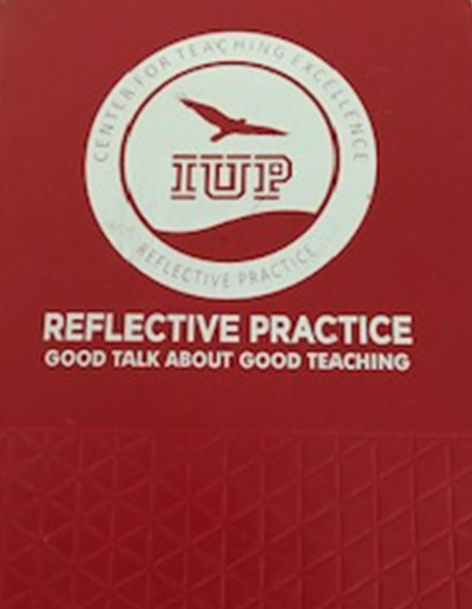 CENTER FOR TEACHING EXCELLENCE
IUP
REFLECTIVE PRACTICE
REFLECTIVE PRACTICE
GOOD TALK ABOUT GOOD TEACHING